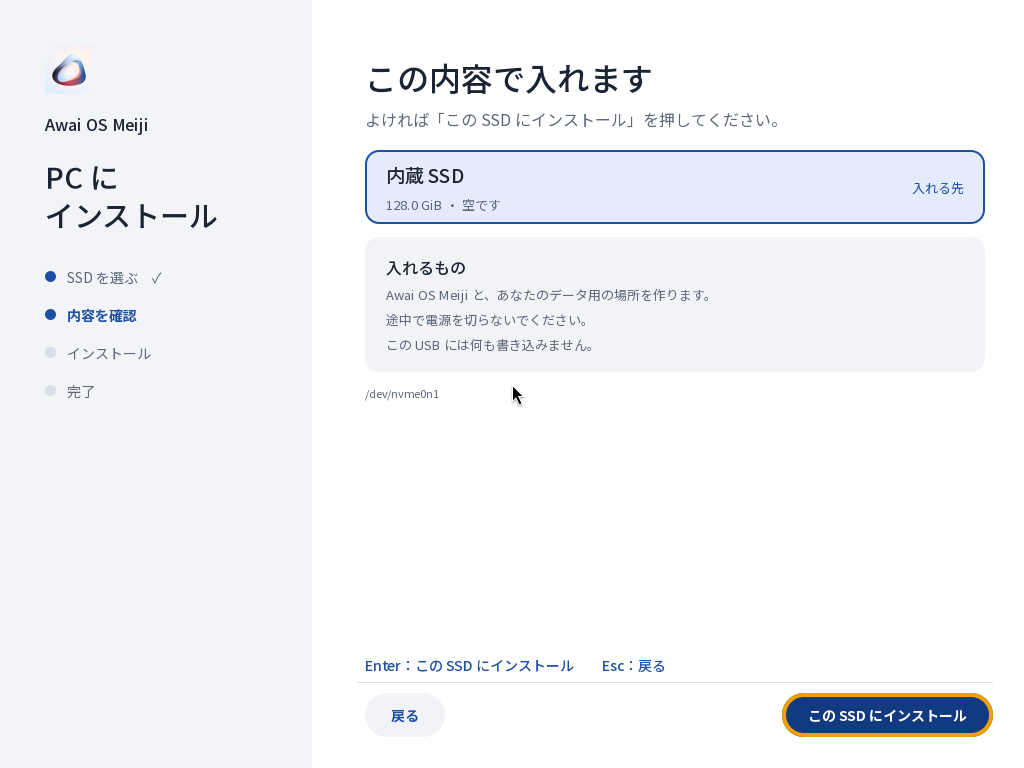 Awai OS Meiji
PC に
インストール
SSD を選ぶ ✓
内容を確認
インストール
完了
この内容で入れます
よければ「この SSD にインストール」を押してください。
内蔵 SSD
128.0 GiB ・ 空です
入れる先
入れるもの
Awai OS Meiji と、あなたのデータ用の場所を作ります。
途中で電源を切らないでください。
この USB には何も書き込みません。
/dev/nvme0n1
Enter：この SSD にインストール Esc：戻る
戻る
この SSD にインストール